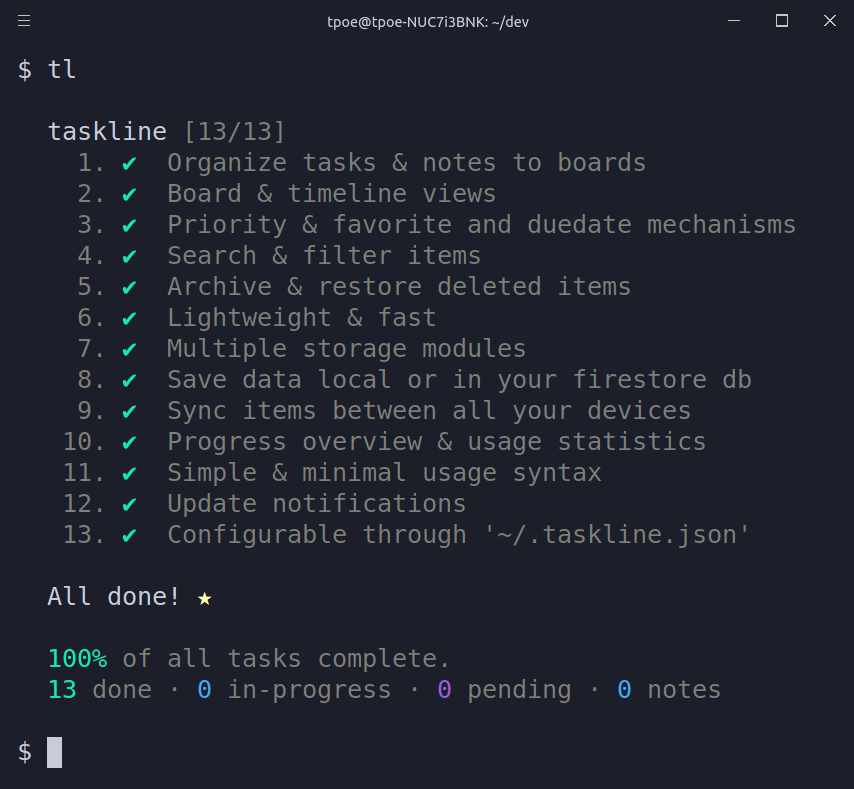 tpoe@tpoe-NUC7i3BNK: ~/dev
$ tl
taskline [13/13]
1. ✔ Organize tasks & notes to boards
2. ✔ Board & timeline views
3. ✔ Priority & favorite and duedate mechanisms
4. ✔ Search & filter items
5. ✔ Archive & restore deleted items
6. ✔ Lightweight & fast
7. ✔ Multiple storage modules
8. ✔ Save data local or in your firestore db
9. ✔ Sync items between all your devices
10. ✔ Progress overview & usage statistics
11. ✔ Simple & minimal usage syntax
12. ✔ Update notifications
13. ✔ Configurable through '~/.taskline.json'
All done! ★
100% of all tasks complete.
13 done · 0 in-progress · 0 pending · 0 notes
$